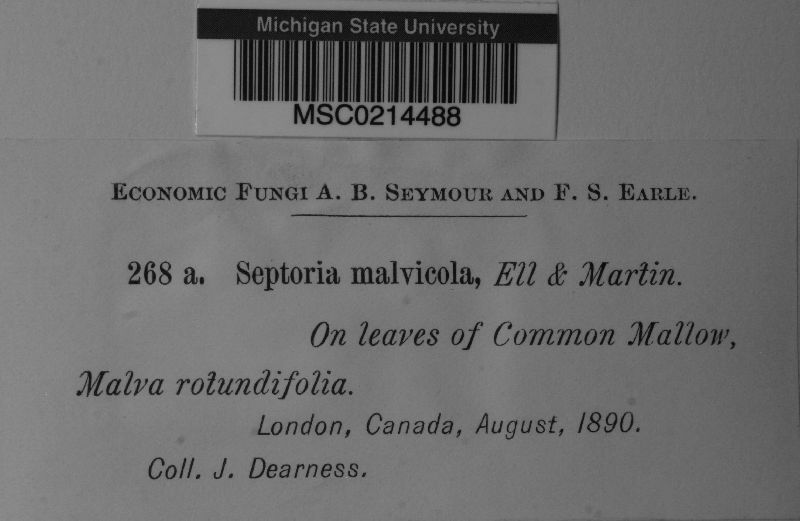 Michigan State University
MSC0214488
Economic Fungi A. B. Seymour and F. S. Earle.
268 a. Septoria malvicola, Ell & Martin.
On leaves of Common Mallow,
Malva rotundifolia.
London, Canada, August, 1890.
Coll. J. Dearness.